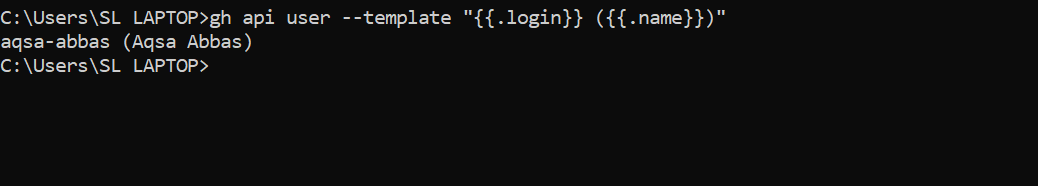 C:\Users\SL LAPTOP>gh api user --template "{{.login}} ({{.name}})"
aqsa-abbas (Aqsa Abbas)
C:\Users\SL LAPTOP>